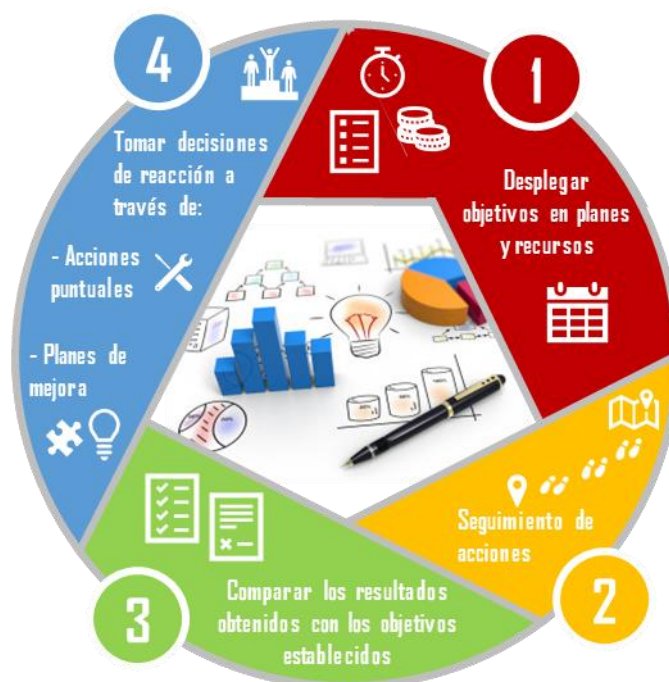 1
Desplegar
objetivos en planes
y recursos
2
Seguimiento de
acciones
3
Comparar los resultados
obtenidos con los objetivos
establecidos
4
Tomar decisiones
de reacción a
través de:
- Acciones
puntuales
- Planes de
mejora